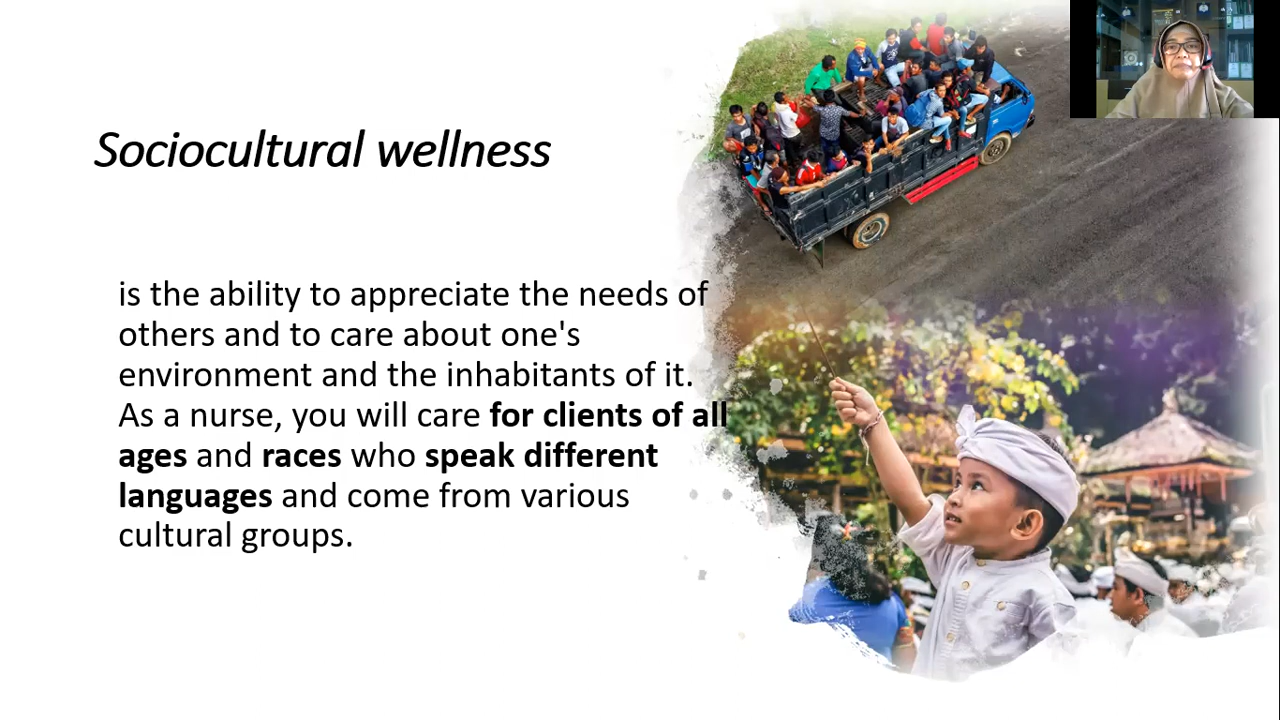 Sociocultural wellness
is the ability to appreciate the needs of
others and to care about one's
environment and the inhabitants of it.
As a nurse, you will care for clients of all
ages and races who speak different
languages and come from various
cultural groups.